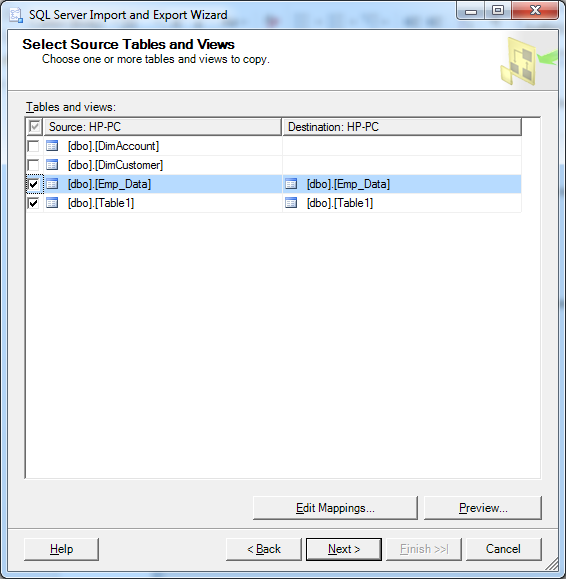 SQL Server Import and Export Wizard
Select Source Tables and Views
Choose one or more tables and views to copy.
Tables and views:
Source: HP-PC Destination: HP-PC
[dbo].[DimAccount]
[dbo].[DimCustomer]
[dbo].[Emp_Data] [dbo].[Emp_Data]
[dbo].[Table1] [dbo].[Table1]
Edit Mappings... Preview...
Help < Back Next > Finish >>| Cancel